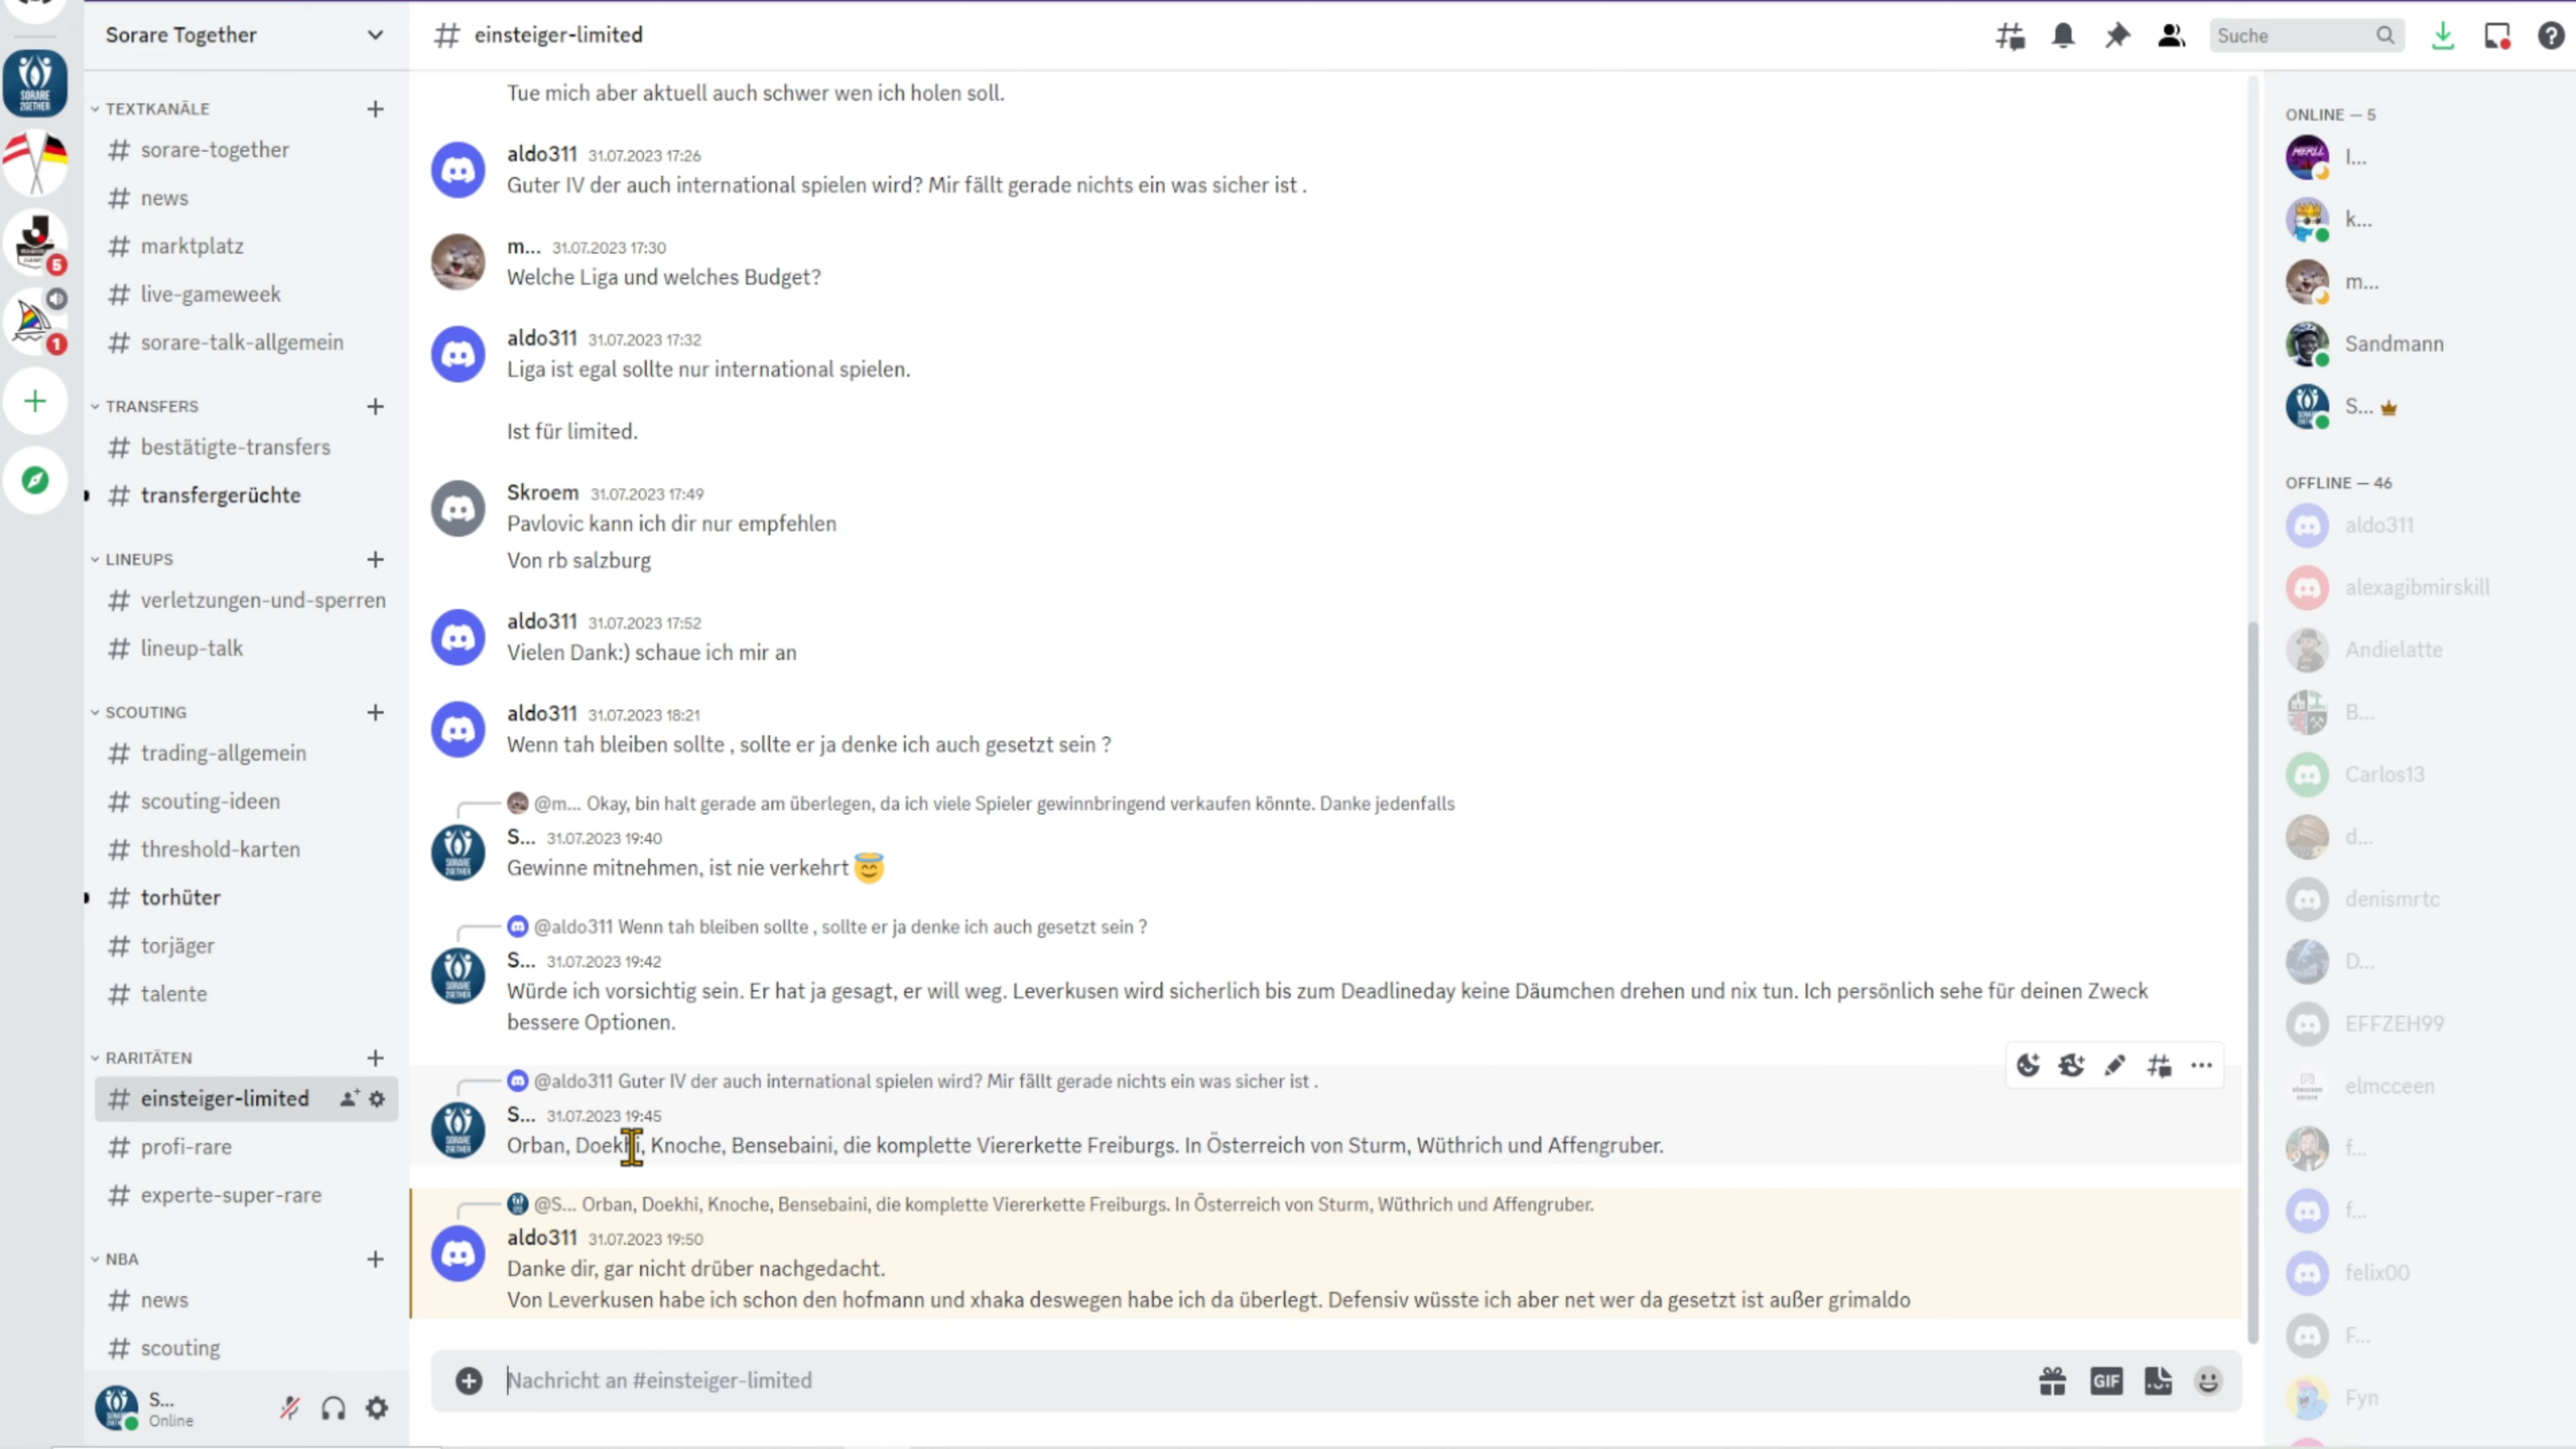 Sorare Together
# einsteiger-limited
Suche
TEXTKANÄLE
# sorare-together
# news
# marktplatz
# live-gameweek
# sorare-talk-allgemein
TRANSFERS
# bestätigte-transfers
# transfergerüchte
LINEUPS
# verletzungen-und-sperren
# lineup-talk
SCOUTING
# trading-allgemein
# scouting-ideen
# threshold-karten
# torhüter
# torjäger
# talente
RARITÄTEN
# einsteiger-limited
# profi-rare
# experte-super-rare
NBA
# news
# scouting
S...
Online
SORARE
2GETHER
5
1
Tue mich aber aktuell auch schwer wen ich holen soll.
aldo311 31.07.2023 17:26
Guter IV der auch international spielen wird? Mir fällt gerade nichts ein was sicher ist .
m... 31.07.2023 17:30
Welche Liga und welches Budget?
aldo311 31.07.2023 17:32
Liga ist egal sollte nur international spielen.
Ist für limited.
Skroem 31.07.2023 17:49
Pavlovic kann ich dir nur empfehlen
Von rb salzburg
aldo311 31.07.2023 17:52
Vielen Dank:) schaue ich mir an
aldo311 31.07.2023 18:21
Wenn tah bleiben sollte , sollte er ja denke ich auch gesetzt sein ?
@m... Okay, bin halt gerade am überlegen, da ich viele Spieler gewinnbringend verkaufen könnte. Danke jedenfalls
S... 31.07.2023 19:40
Gewinne mitnehmen, ist nie verkehrt
@aldo311 Wenn tah bleiben sollte , sollte er ja denke ich auch gesetzt sein ?
S... 31.07.2023 19:42
Würde ich vorsichtig sein. Er hat ja gesagt, er will weg. Leverkusen wird sicherlich bis zum Deadlineday keine Däumchen drehen und nix tun. Ich persönlich sehe für deinen Zweck
bessere Optionen.
@aldo311 Guter IV der auch international spielen wird? Mir fällt gerade nichts ein was sicher ist .
S... 31.07.2023 19:45
Orban, Doekhi, Knoche, Bensebaini, die komplette Viererkette Freiburgs. In Österreich von Sturm, Wüthrich und Affengruber.
@S... Orban, Doekhi, Knoche, Bensebaini, die komplette Viererkette Freiburgs. In Österreich von Sturm, Wüthrich und Affengruber.
aldo311 31.07.2023 19:50
Danke dir, gar nicht drüber nachgedacht.
Von Leverkusen habe ich schon den hofmann und xhaka deswegen habe ich da überlegt. Defensiv wüsste ich aber net wer da gesetzt ist außer grimaldo
Nachricht an #einsteiger-limited
GIF
ONLINE — 5
l...
k...
m...
Sandmann
S...
OFFLINE — 46
aldo311
alexagibmirskill
Andielatte
B...
Carlos13
d...
denismrtc
D...
EFFZEH99
elmcceen
f...
f...
felix00
F...
Fyn